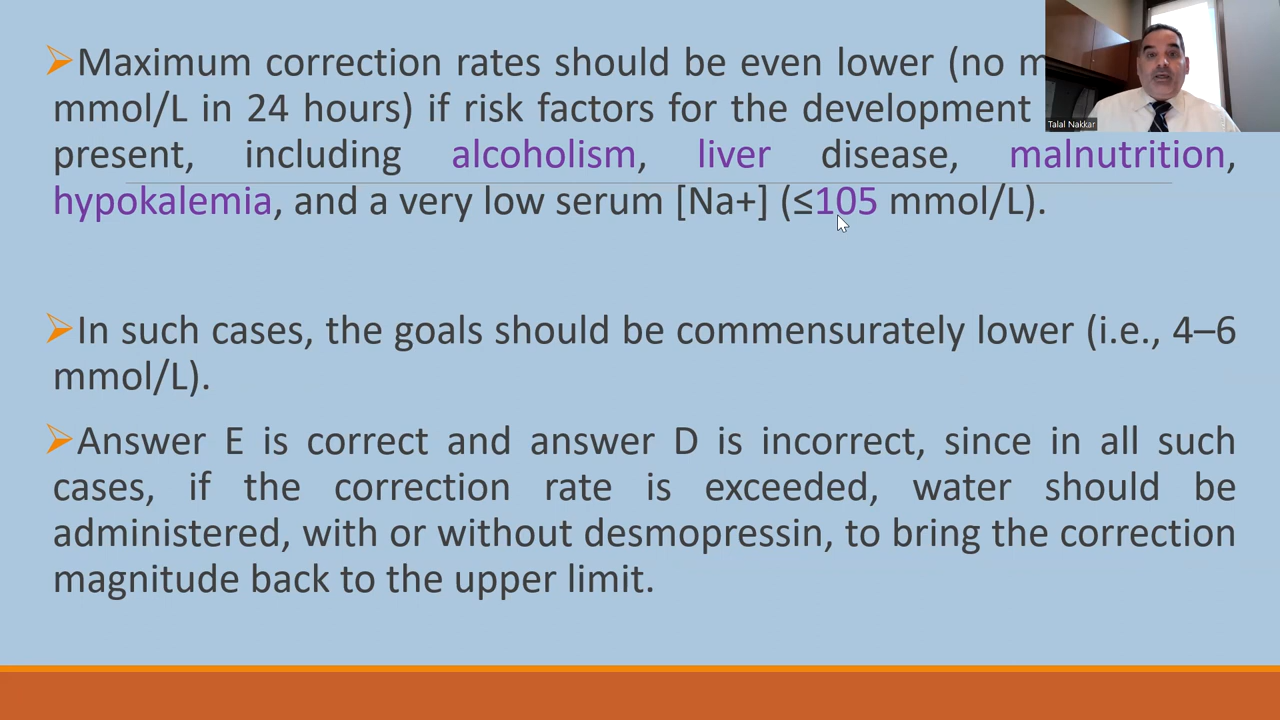 ➢Maximum correction rates should be even lower (no
mmol/L in 24 hours) if risk factors for the development
present, including alcoholism, liver disease, malnutrition,
hypokalemia, and a very low serum [Na+] (≤105 mmol/L).
➢In such cases, the goals should be commensurately lower (i.e., 4–6
mmol/L).
➢Answer E is correct and answer D is incorrect, since in all such
cases, if the correction rate is exceeded, water should be
administered, with or without desmopressin, to bring the correction
magnitude back to the upper limit.
Talal Nakkar